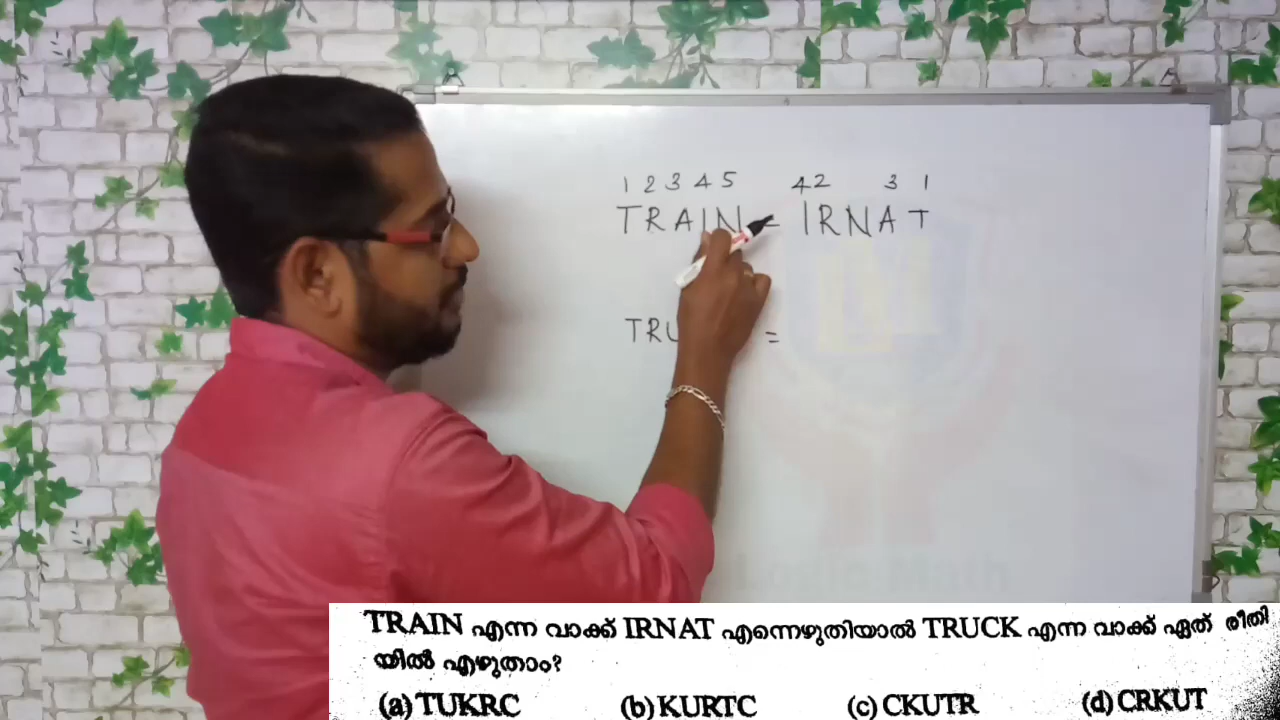 1 2 3 4 5 4 2 3 1
TRAIN = IRNAT
TRU =
TRAIN എന്ന വാക്ക് IRNAT എന്നെഴുതിയാൽ TRUCK എന്ന വാക്ക് ഏത് രീതി
യിൽ എഴുതാം?
(a) TUKRC (b) KURTC (c) CKUTR (d) CRKUT